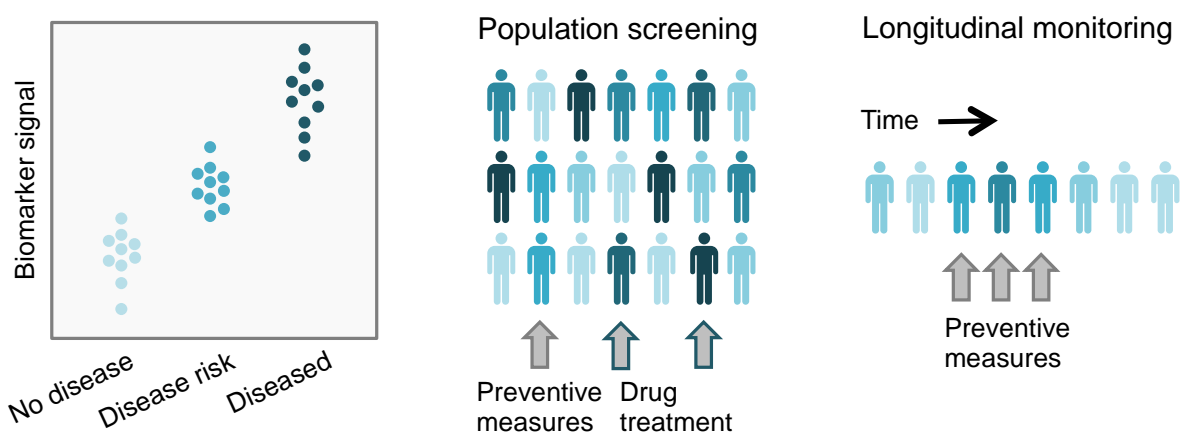 Biomarker signal
No disease
Disease risk
Diseased
Population screening
Preventive
measures
Drug
treatment
Longitudinal monitoring
Time
Preventive
measures